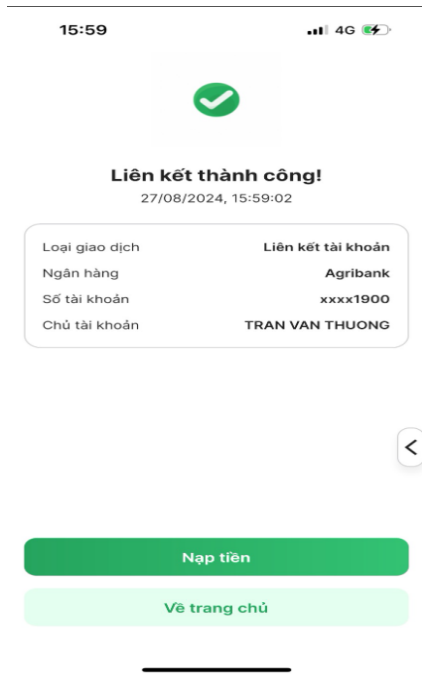 15:59 4G
Liên kết thành công!
27/08/2024, 15:59:02
Loại giao dịch Liên kết tài khoản
Ngân hàng Agribank
Số tài khoản xxxx1900
Chủ tài khoản TRAN VAN THUONG
Nạp tiền
Về trang chủ